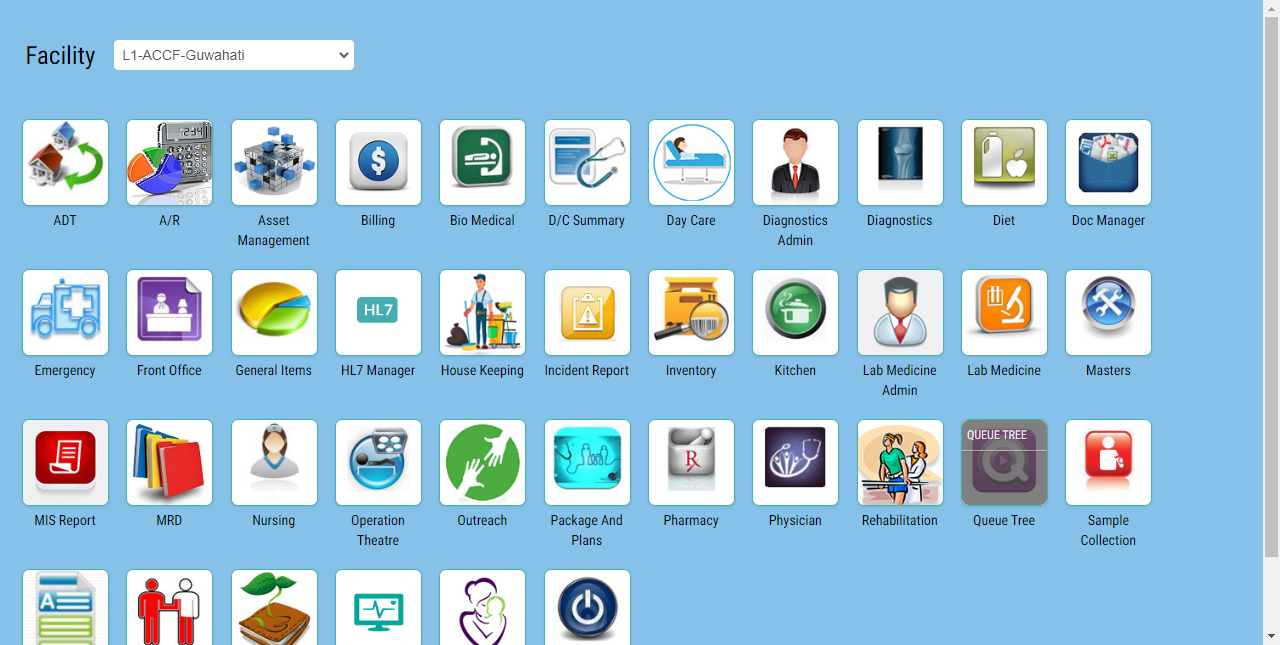 Facility L1-ACCF-Guwahati
ADT
A/R
Asset
Management
Billing
Bio Medical
D/C Summary
Day Care
Diagnostics
Admin
Diagnostics
Diet
Doc Manager
Emergency
Front Office
General Items
HL7
HL7 Manager
House Keeping
Incident Report
Inventory
Kitchen
Lab Medicine
Admin
Lab Medicine
Masters
MIS Report
MRD
Nursing
Operation
Theatre
Outreach
Package And
Plans
Pharmacy
Physician
Rehabilitation
QUEUE TREE
Queue Tree
Sample
Collection